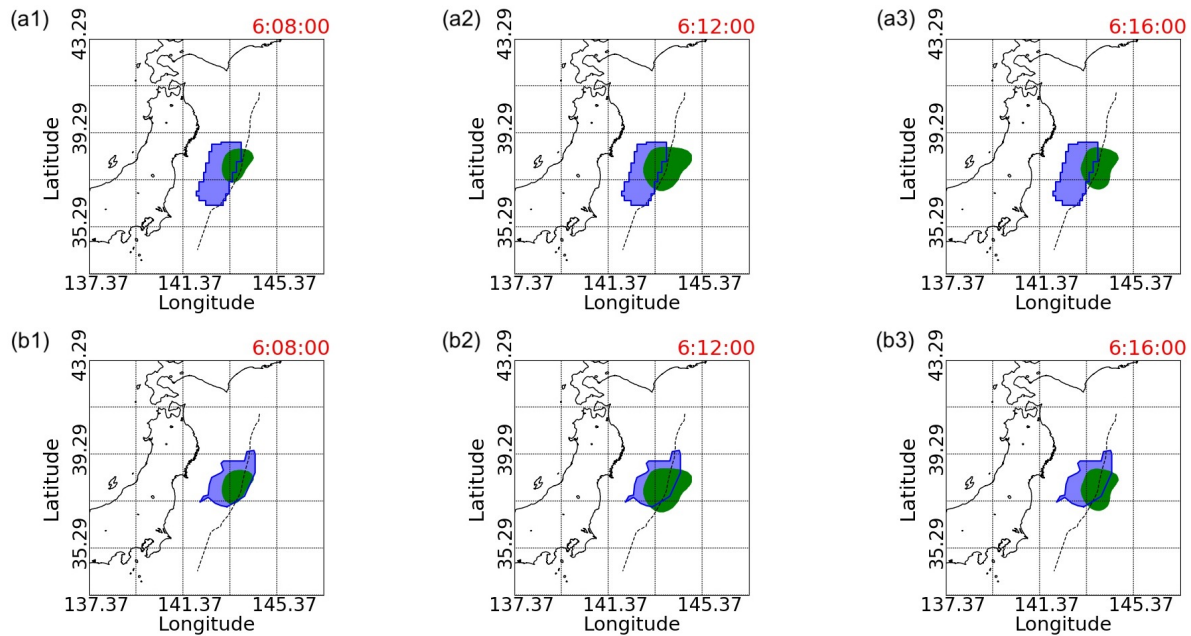 (a1)
6:08:00
43.29
39.29
35.29
Latitude
137.37
141.37
145.37
Longitude
(a2)
6:12:00
43.29
39.29
35.29
Latitude
137.37
141.37
145.37
Longitude
(a3)
6:16:00
43.29
39.29
35.29
Latitude
137.37
141.37
145.37
Longitude
(b1)
6:08:00
43.29
39.29
35.29
Latitude
137.37
141.37
145.37
Longitude
(b2)
6:12:00
43.29
39.29
35.29
Latitude
137.37
141.37
145.37
Longitude
(b3)
6:16:00
43.29
39.29
35.29
Latitude
137.37
141.37
145.37
Longitude